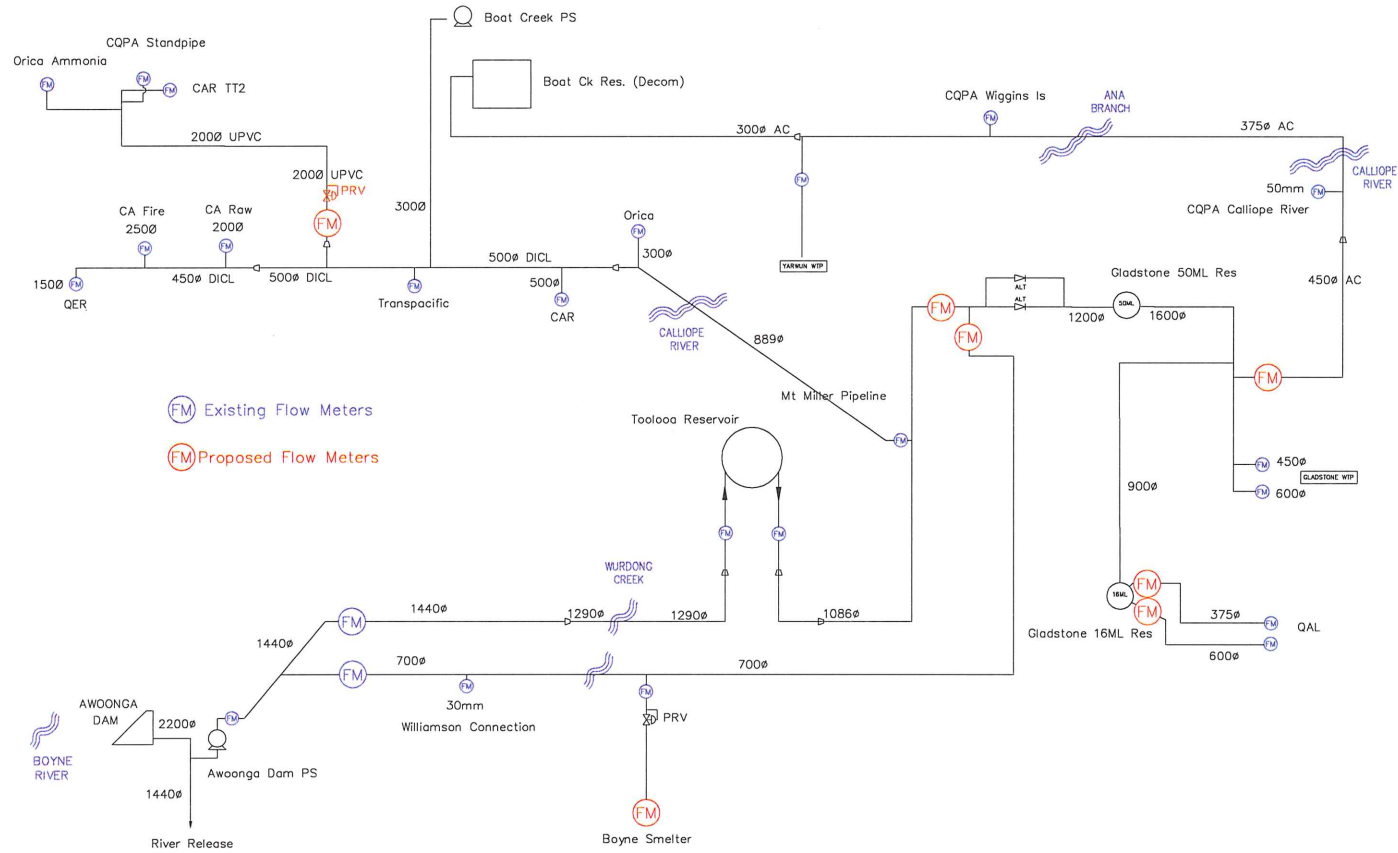 Boat Creek PS
CQPA Standpipe
Orica Ammonia
FM
FM
FM
CAR TT2
Boat Ck Res. (Decom)
CQPA Wiggins Is
FM
ANA
BRANCH
200Ø UPVC
300ø AC
375ø AC
200Ø UPVC
PRV
FM
300Ø
FM
CALLIOPE
RIVER
50mm
FM
CQPA Calliope River
CA Fire
250Ø
FM
CA Raw
200Ø
FM
Orica
FM
300ø
500ø DICL
YARWUN WTP
150Ø
FM
QER
450ø DICL
500ø DICL
FM
Transpacific
500ø
FM
CAR
Gladstone 50ML Res
450ø AC
ALT
ALT
FM
FM
1200ø
50ML
1600ø
CALLIOPE
RIVER
889ø
Mt Miller Pipeline
FM
FM
FM Existing Flow Meters
FM Proposed Flow Meters
Toolooa Reservoir
FM
FM
FM
450ø
GLADSTONE WTP
FM
600ø
900ø
WURDONG
CREEK
FM
1440ø
1290ø
1290ø
1086ø
16ML
FM
FM
Gladstone 16ML Res
375ø
FM
QAL
600ø
FM
1440ø
FM
700ø
700ø
FM
30mm
Williamson Connection
FM
PRV
FM
Boyne Smelter
AWOONGA
DAM
2200ø
FM
Awoonga Dam PS
BOYNE
RIVER
1440ø
River Release